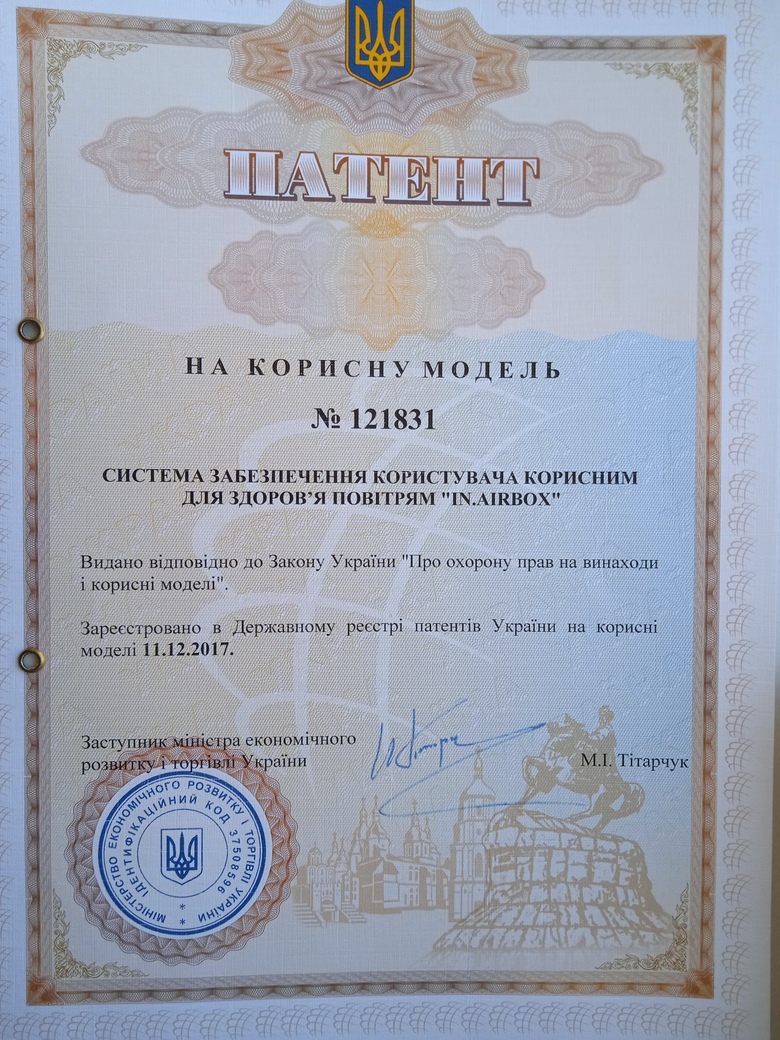 ПАТЕНТ
НА КОРИСНУ МОДЕЛЬ
№ 121831
СИСТЕМА ЗАБЕЗПЕЧЕННЯ КОРИСТУВАЧА КОРИСНИМ
ДЛЯ ЗДОРОВ’Я ПОВІТРЯМ "IN.AIRBOX"
Видано відповідно до Закону України "Про охорону прав на винаходи
і корисні моделі".
Зареєстровано в Державному реєстрі патентів України на корисні
моделі 11.12.2017.
Заступник міністра економічного
розвитку і торгівлі України
М.І. Тітарчук
МІНІСТЕРСТВО ЕКОНОМІЧНОГО РОЗВИТКУ І ТОРГІВЛІ УКРАЇНИ
ІДЕНТИФІКАЦІЙНИЙ КОД 37508596
* *